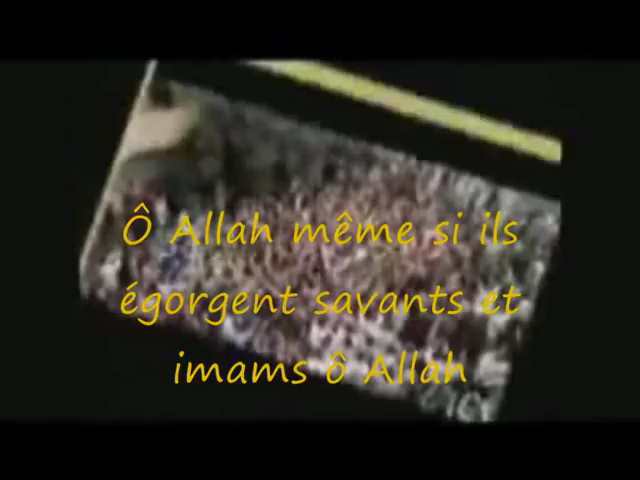 Ô Allah même si ils
égorgent savants et
imams ô Allah